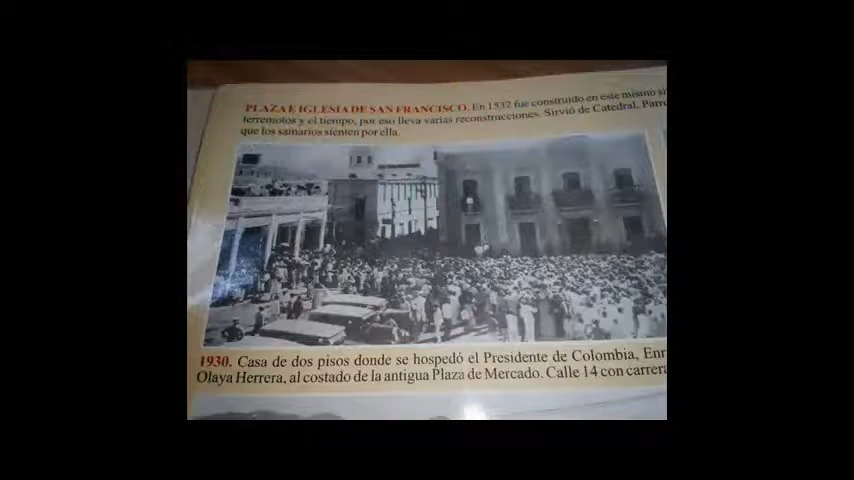 PLAZA E IGLESIA DE SAN FRANCISCO. En 1532 fue construido en este mismo si
terremotos y el tiempo, por eso lleva varias reconstrucciones. Sirvió de Catedral, Parro
que los samarios sienten por ella.
1930. Casa de dos pisos donde se hospedó el Presidente de Colombia, Enr
Olaya Herrera, al costado de la antigua Plaza de Mercado. Calle 14 con carrera